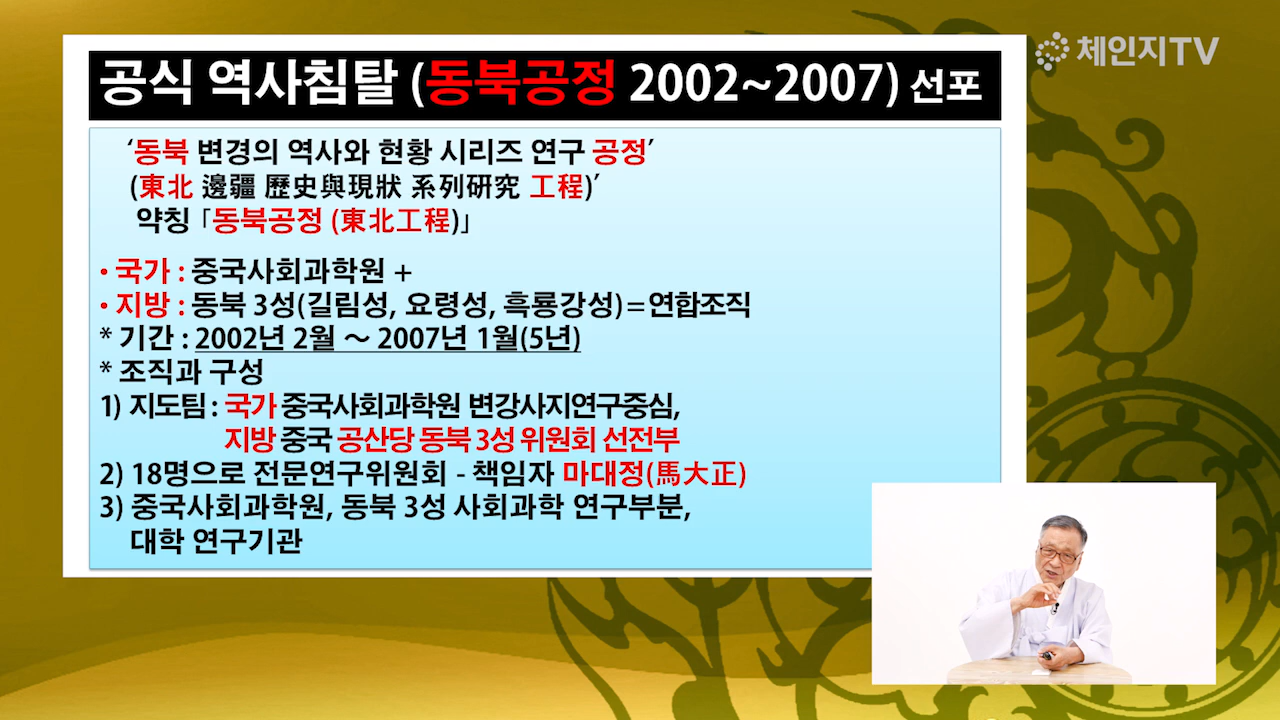 체인지TV
공식 역사침탈 (동북공정 2002~2007) 선포
‘동북 변경의 역사와 현황 시리즈 연구 공정’
(東北 邊疆 歷史與現狀 系列研究 工程)’
약칭 「동북공정 (東北工程)」
• 국가 : 중국사회과학원 +
• 지방 : 동북 3성(길림성, 요령성, 흑룡강성)=연합조직
* 기간 : 2002년 2월 ~ 2007년 1월(5년)
* 조직과 구성
1) 지도팀 : 국가 중국사회과학원 변강사지연구중심,
지방 중국 공산당 동북 3성 위원회 선전부
2) 18명으로 전문연구위원회 - 책임자 마대정(馬大正)
3) 중국사회과학원, 동북 3성 사회과학 연구부분,
대학 연구기관